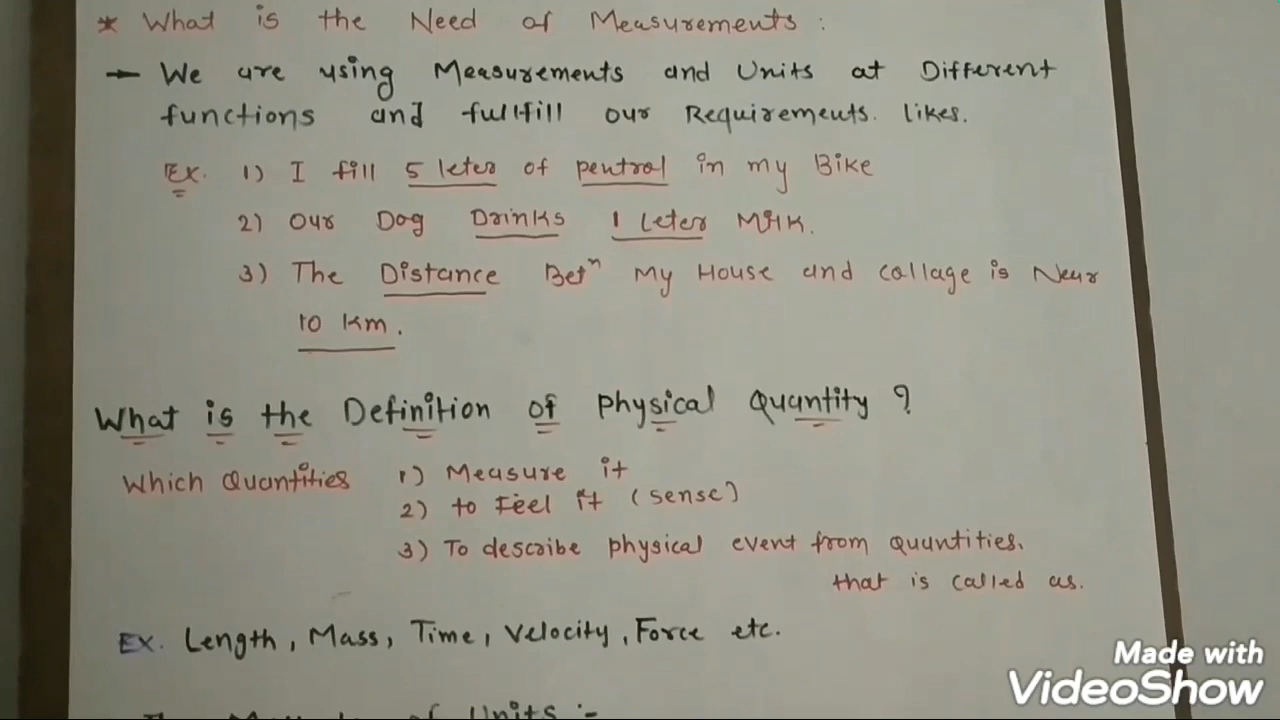 * What is the Need of Measurements :
→ We are using Measurements and Units at Different
functions and fullfill our Requirements. likes.
Ex. 1) I fill 5 leter of pentrol in my Bike
2) Our Dog Drinks 1 Leter Milk.
3) The Distance Betn My House and collage is Near
10 km.
What is the Definition of Physical Quantity ?
Which Quantities 1) Measure it
2) to Feel it (sense)
3) To describe physical event from quantities.
that is called as.
Ex. Length, Mass, Time, Velocity, Force etc.
of Units :-
Made with
VideoShow